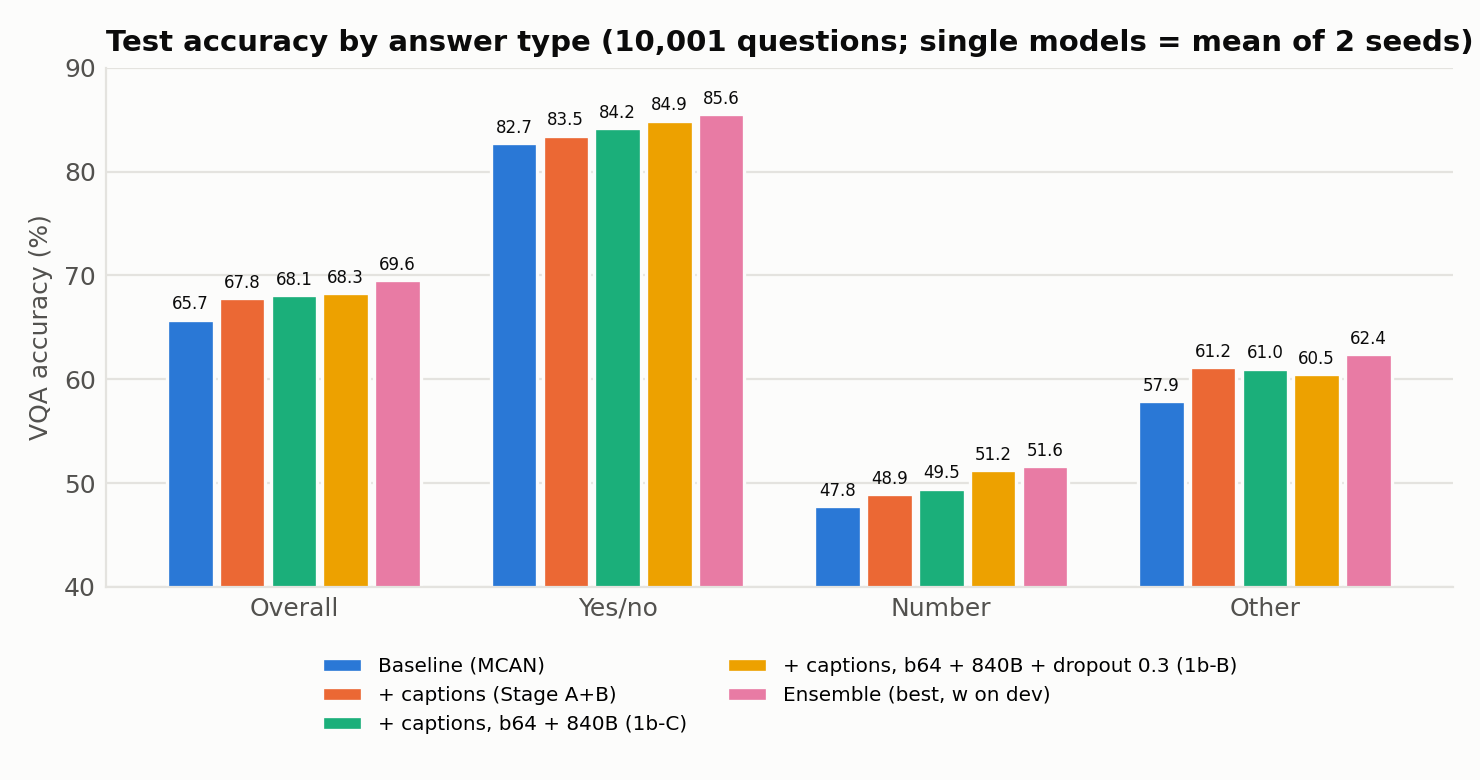 Test accuracy by answer type (10,001 questions; single models = mean of 2 seeds)
VQA accuracy (%)
90
80
70
60
50
40
65.7 67.8 68.1 68.3 69.6
82.7 83.5 84.2 84.9 85.6
47.8 48.9 49.5 51.2 51.6
57.9 61.2 61.0 60.5 62.4
Overall Yes/no Number Other
Baseline (MCAN)
+ captions (Stage A+B)
+ captions, b64 + 840B (1b-C)
+ captions, b64 + 840B + dropout 0.3 (1b-B)
Ensemble (best, w on dev)